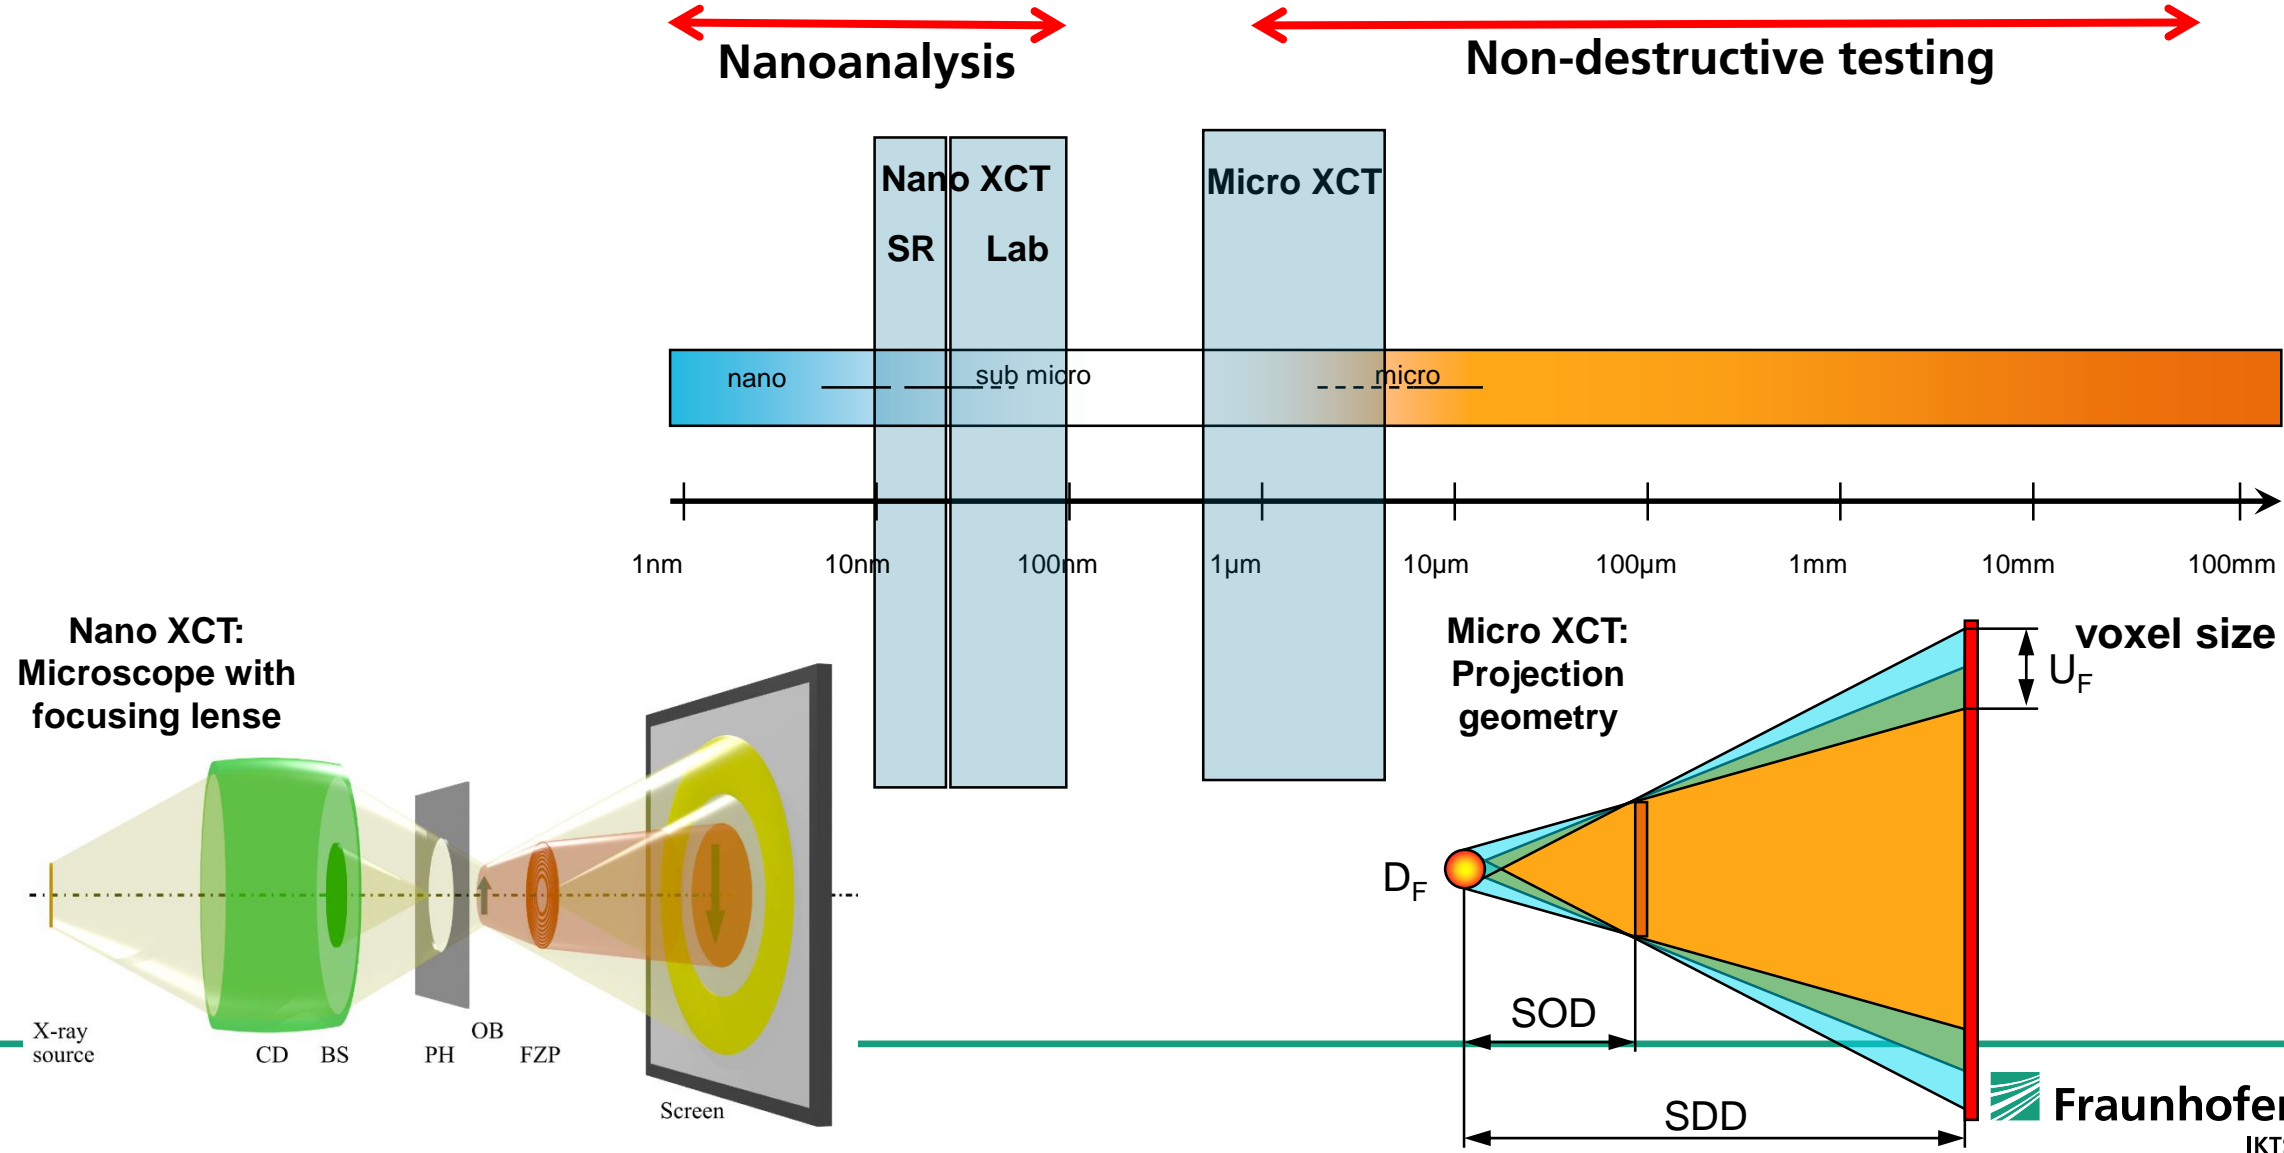 Nanoanalysis
Non-destructive testing
Nano XCT
SR
Lab
Micro XCT
nano
sub micro
micro
1nm
10nm
100nm
1µm
10µm
100µm
1mm
10mm
100mm
voxel size
Nano XCT:
Microscope with
focusing lense
X-ray
source
CD
BS
PH
OB
FZP
Screen
Micro XCT:
Projection
geometry
UF
DF
SOD
SDD
Fraunhofer
IKTS